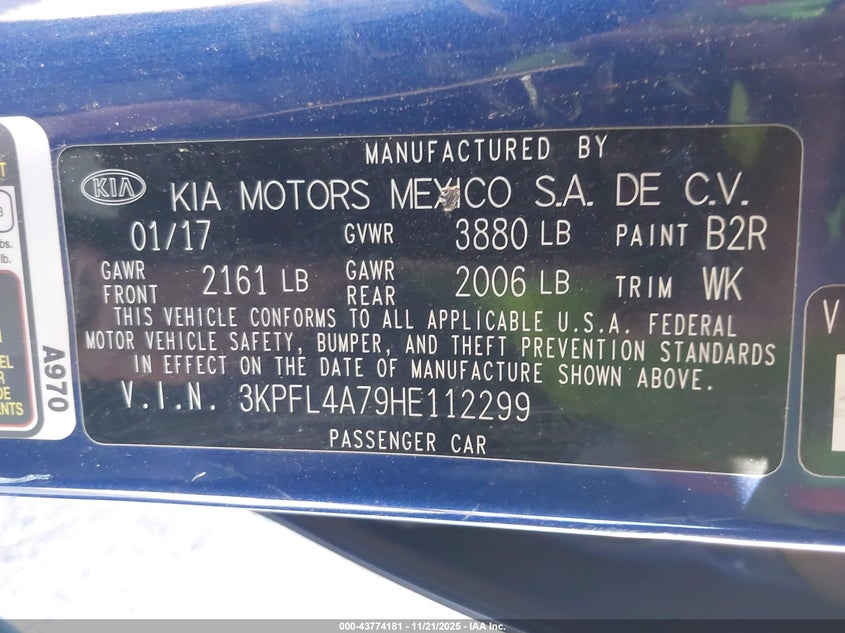 MANUFACTURED BY
KIA KIA MOTORS MEXICO S.A. DE C.V.
01/17 GVWR 3880 LB PAINT B2R
GAWR FRONT 2161 LB GAWR REAR 2006 LB TRIM WK
THIS VEHICLE CONFORMS TO ALL APPLICABLE U.S.A. FEDERAL
MOTOR VEHICLE SAFETY, BUMPER, AND THEFT PREVENTION STANDARDS
IN EFFECT ON THE DATE OF MANUFACTURE SHOWN ABOVE.
V.I.N. 3KPFL4A79HE112299
PASSENGER CAR
A970
000-43774181 - 11/21/2025 - IAA Inc.